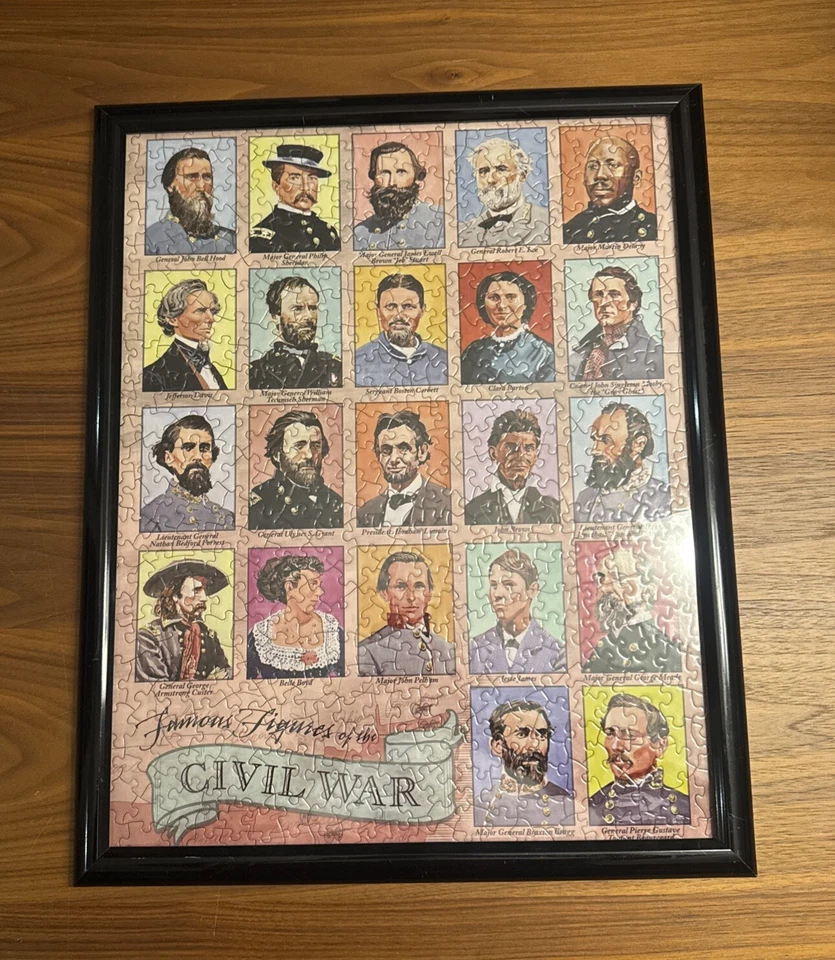 General John Bell Hood
Major General Philip
Sheridan
Major General James Ewell
Brown "Jeb" Stuart
General Robert E. Lee
Major Martin Delany
Jefferson Davis
Major General William
Tecumseh Sherman
Sergeant Boston Corbett
Clara Barton
Colonel John Singleton Mosby
the "Gray Ghost"
Lieutenant General
Nathan Bedford Forrest
General Ulysses S. Grant
President Abraham Lincoln
John Brown
Lieutenant General
General George
Armstrong Custer
Belle Boyd
Major John Pelham
Jesse James
Major General George Meade
Famous Figures of the
CIVIL WAR
Major General Braxton Bragg
General Pierre Gustave
Toutant Beauregard